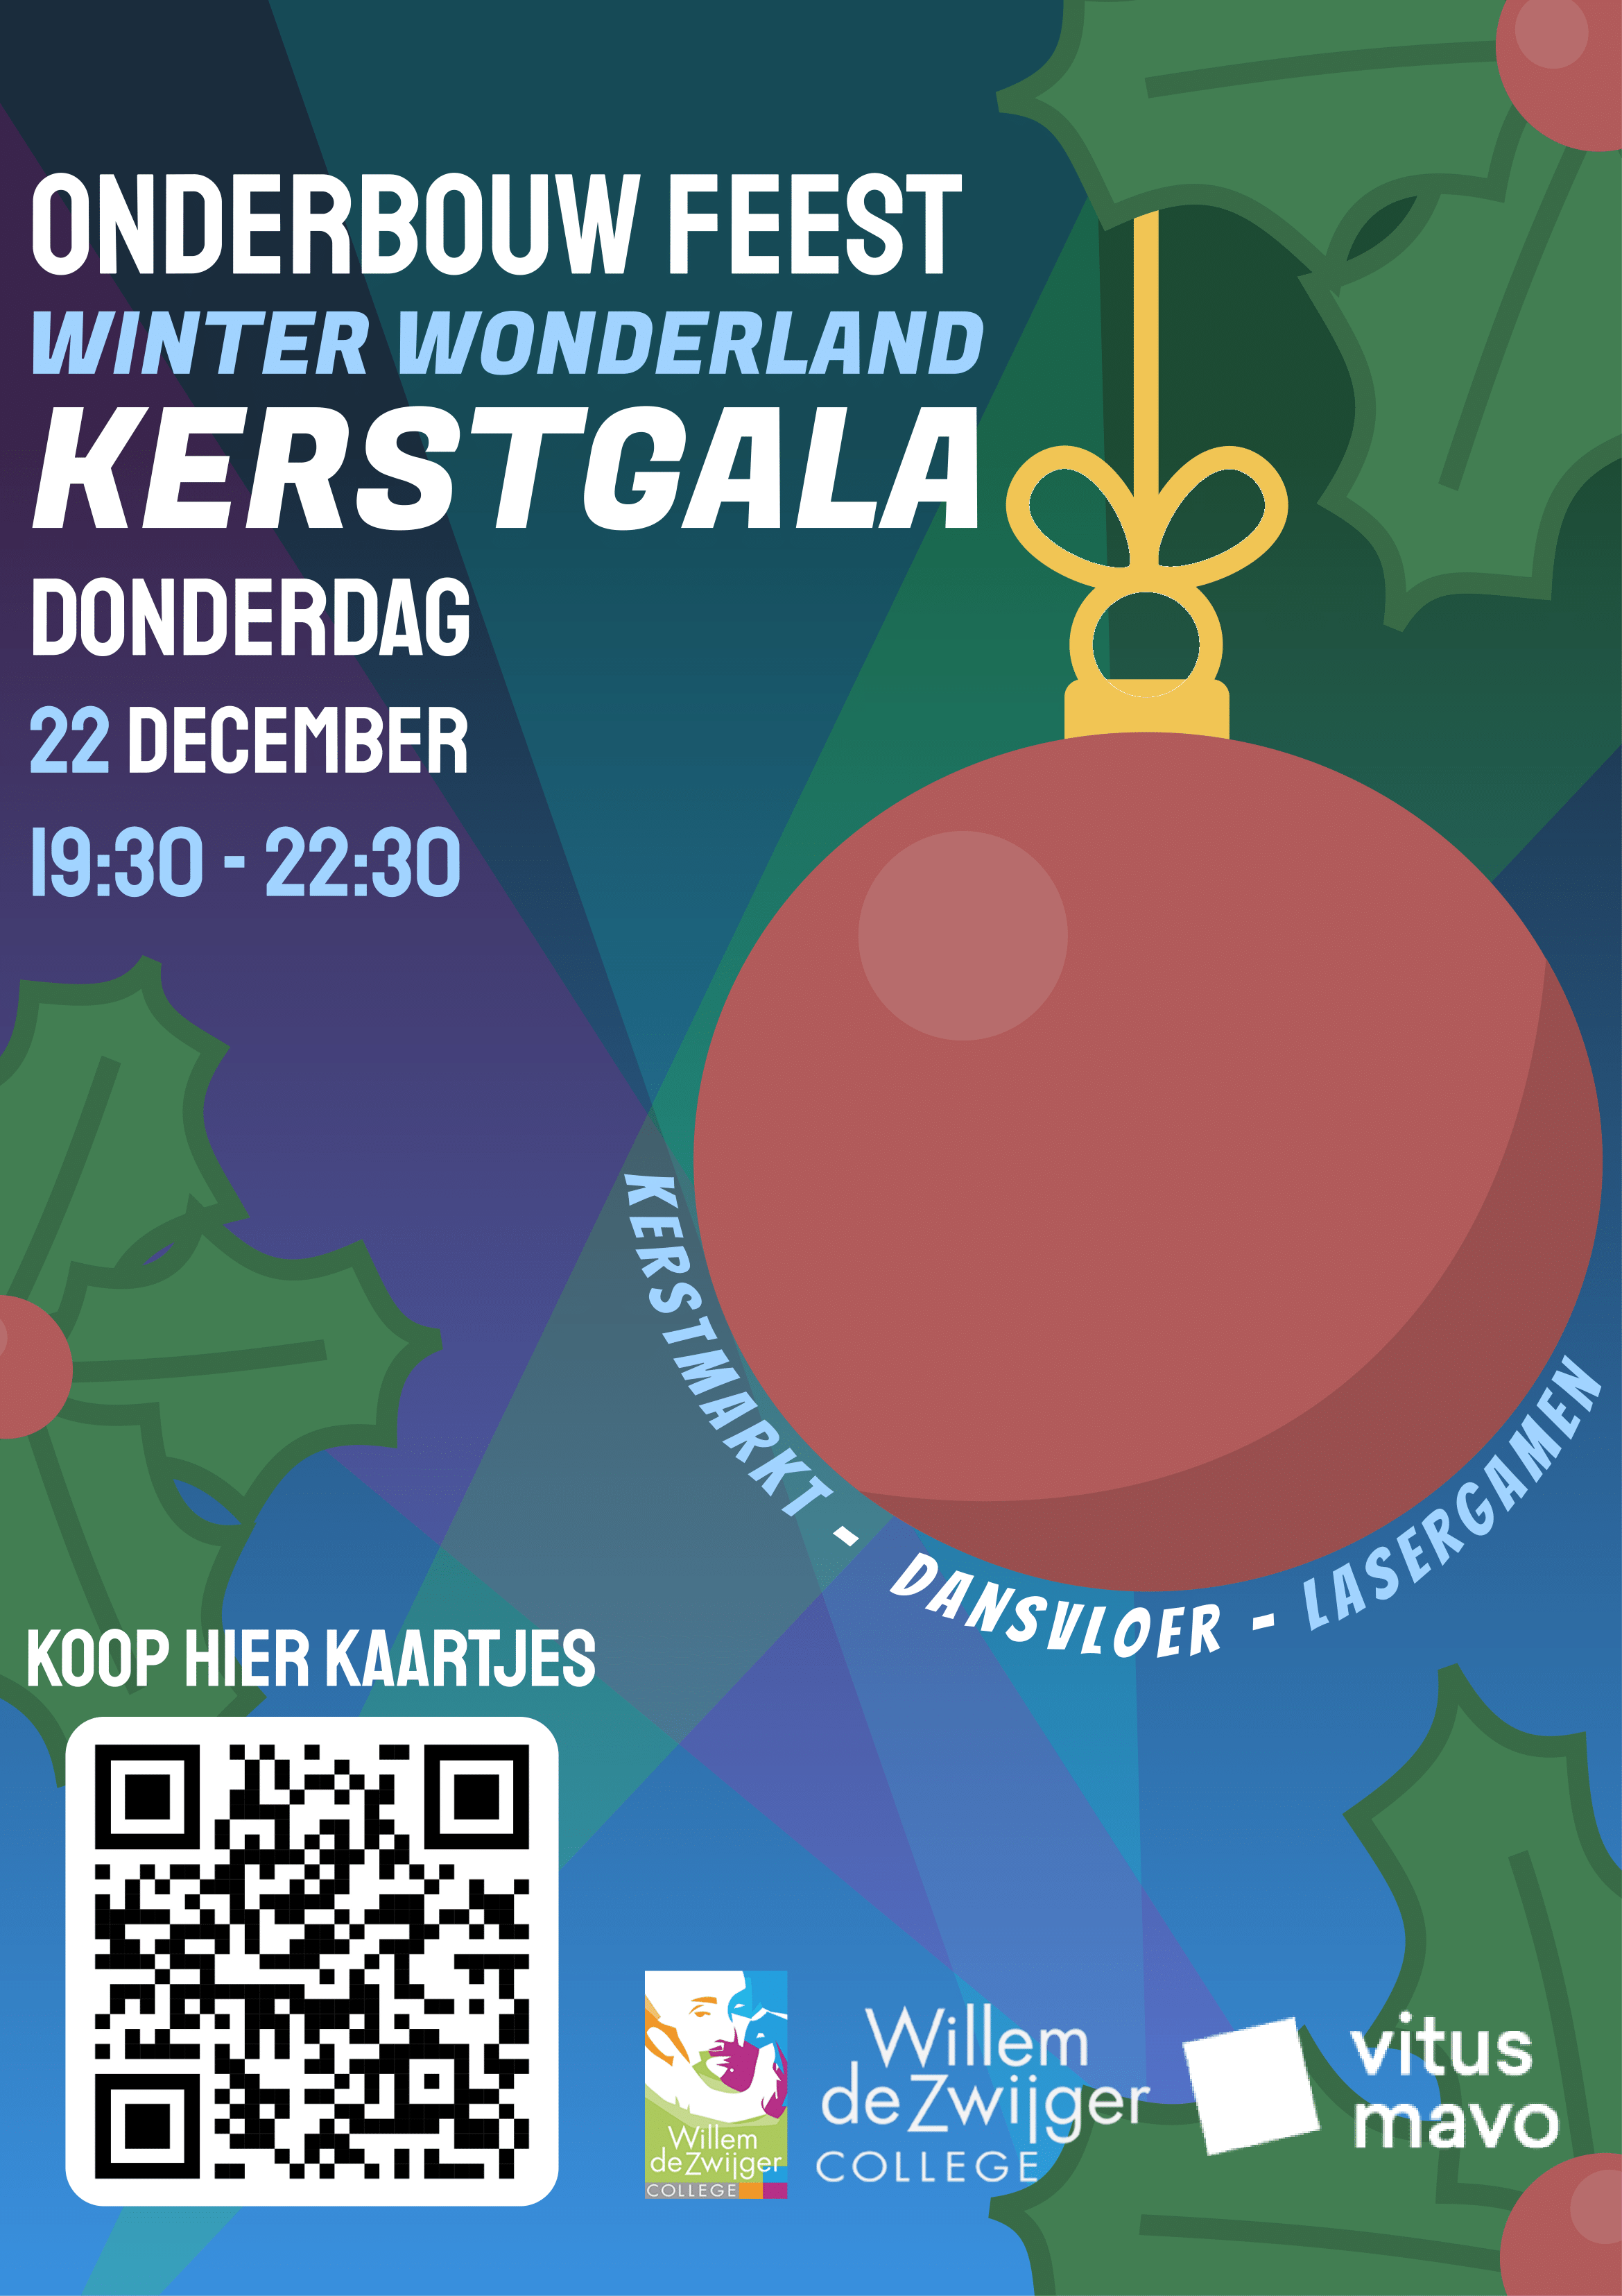 ONDERBOUW FEEST
WINTER WONDERLAND
KERSTGALA
DONDERDAG
22 DECEMBER
19:30 - 22:30
KERSTMARKT - DANSVLOER - LASERGAMEN
KOOP HIER KAARTJES
Willem
de Zwijger
COLLEGE
Willem
de Zwijger
COLLEGE
vitus
mavo